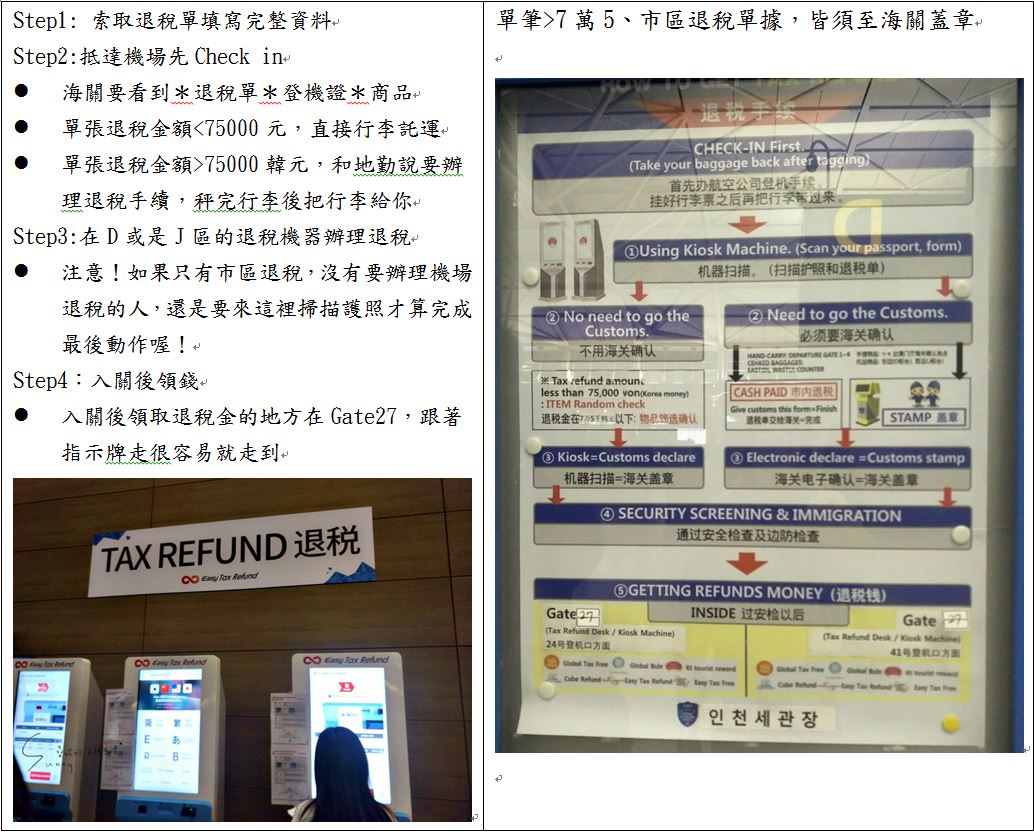 Step1: 索取退稅單填寫完整資料
Step2:抵達機場先 Check in
● 海關要看到＊退稅單＊登機證＊商品
● 單張退稅金額<75000 元，直接行李託運
● 單張退稅金額>75000 韓元，和地勤說要辦
理退稅手續，秤完行李後把行李給你
Step3:在 D 或是 J 區的退稅機器辦理退稅
● 注意！如果只有市區退稅，沒有要辦理機場
退稅的人，還是要來這裡掃描護照才算完成
最後動作喔！
Step4：入關後領錢
● 入關後領取退稅金的地方在 Gate27，跟著
指示牌走很容易就走到
TAX REFUND 退税
Easy Tax Refund
Easy Tax Refund
Easy Tax Refund
Easy Tax Refund
简 繁
E あ
Sunny
單筆>7 萬 5、市區退稅單據，皆須至海關蓋章
退税手续
CHECK-IN First.
(Take your baggage back after tagging)
首先办航空公司登机手续。
挂好行李票之后再把行李带过来。
D
①Using Kiosk Machine. (Scan your passport, form)
机器扫描。（扫描护照和退税单）
② No need to go the
Customs.
不用海关确认
② Need to go the Customs.
必须要海关确认
HAND-CARRY: DEPARTURE GATE 1~6
CEHKED BAGGAGES:
EAST(D), WAST(J) COUNTER
※ Tax refund amount
less than 75,000 won(Korea money)
: ITEM Random check
退税金在7万5千韩元以下: 物品筛选确认
CASH PAID 市内退税
Give customs this form=Finish
退税单交给海关=完成
STAMP 盖章
③ Kiosk=Customs declare
机器扫描=海关盖章
③ Electronic declare =Customs stamp
海关电子确认=海关盖章
④ SECURITY SCREENING & IMMIGRATION
通过安全检查及边防检查
⑤GETTING REFUNDS MONEY (退税钱)
INSIDE 过安检以后
Gate 27
(Tax Refund Desk / Kiosk Machine)
24号登机口方面
Global Tax Free Global Bule Kt tourist reward
Cube Refund Easy Tax Refund Easy Tax Free
Gate 27
(Tax Refund Desk / Kiosk Machine)
41号登机口方面
Global Tax Free Global Bule Kt tourist reward
Cube Refund Easy Tax Refund Easy Tax Free
인천세관장